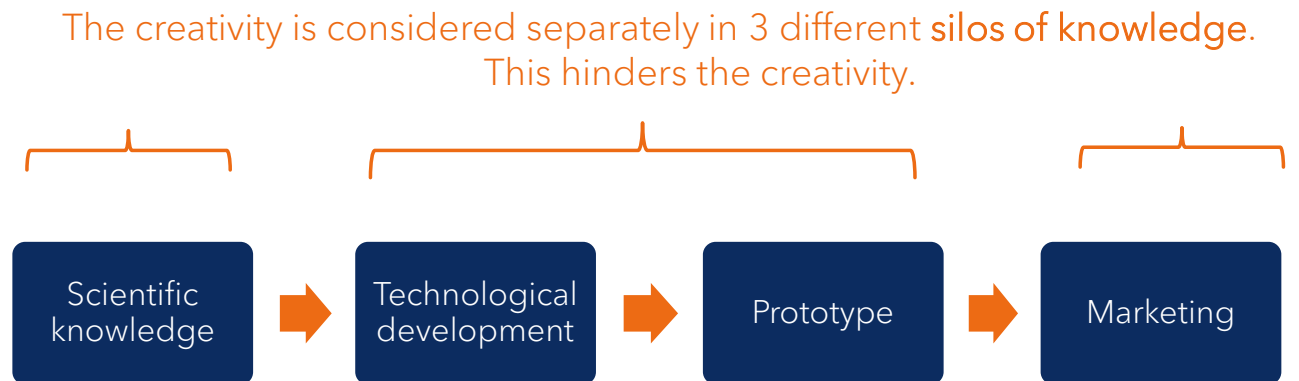 The creativity is considered separately in 3 different silos of knowledge.
This hinders the creativity.
Scientific
knowledge
Technological
development
Prototype
Marketing